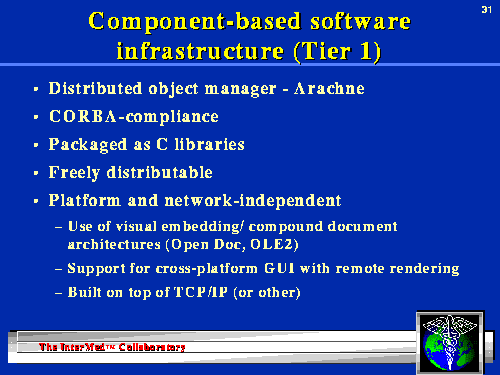 31
Component-based software
infrastructure (Tier 1)
• Distributed object manager - Arachne
• CORBA-compliance
• Packaged as C libraries
• Freely distributable
• Platform and network-independent
– Use of visual embedding/ compound document
architectures (Open Doc, OLE2)
– Support for cross-platform GUI with remote rendering
– Built on top of TCP/IP (or other)
The InterMed™ Collaboratory